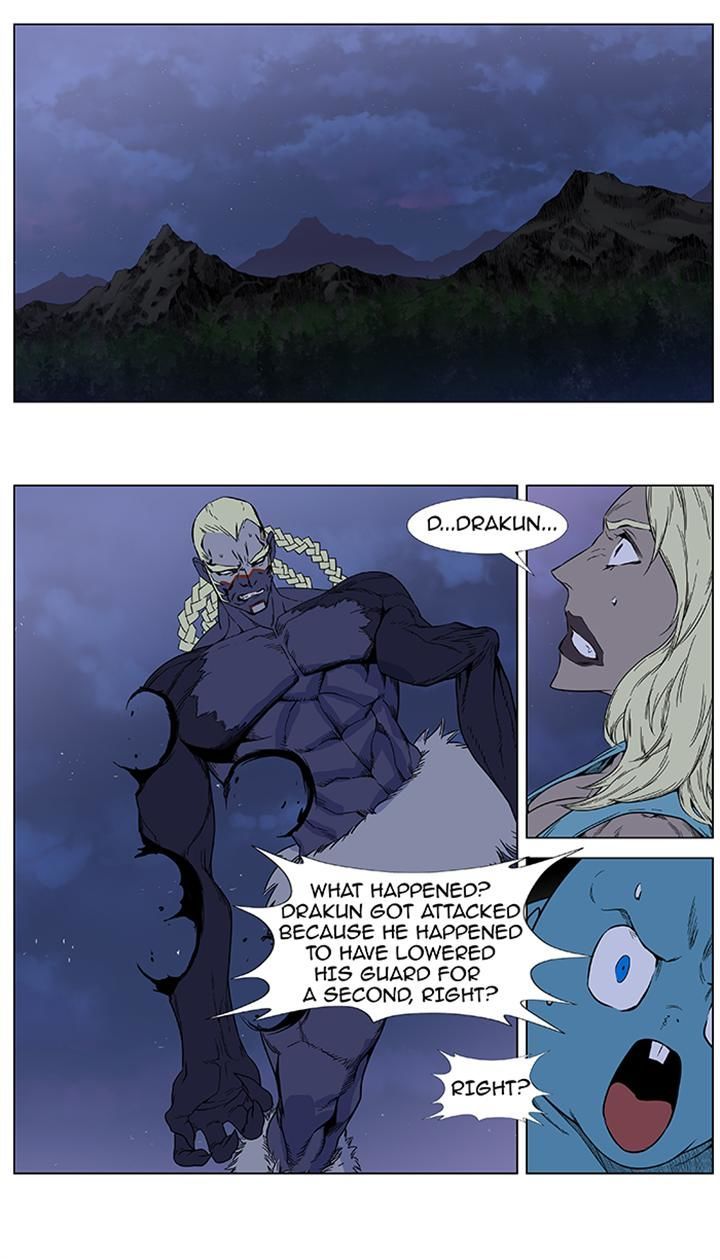 D...DRAKUN...
WHAT HAPPENED?
DRAKUN GOT ATTACKED
BECAUSE HE HAPPENED
TO HAVE LOWERED
HIS GUARD FOR
A SECOND, RIGHT?
RIGHT?